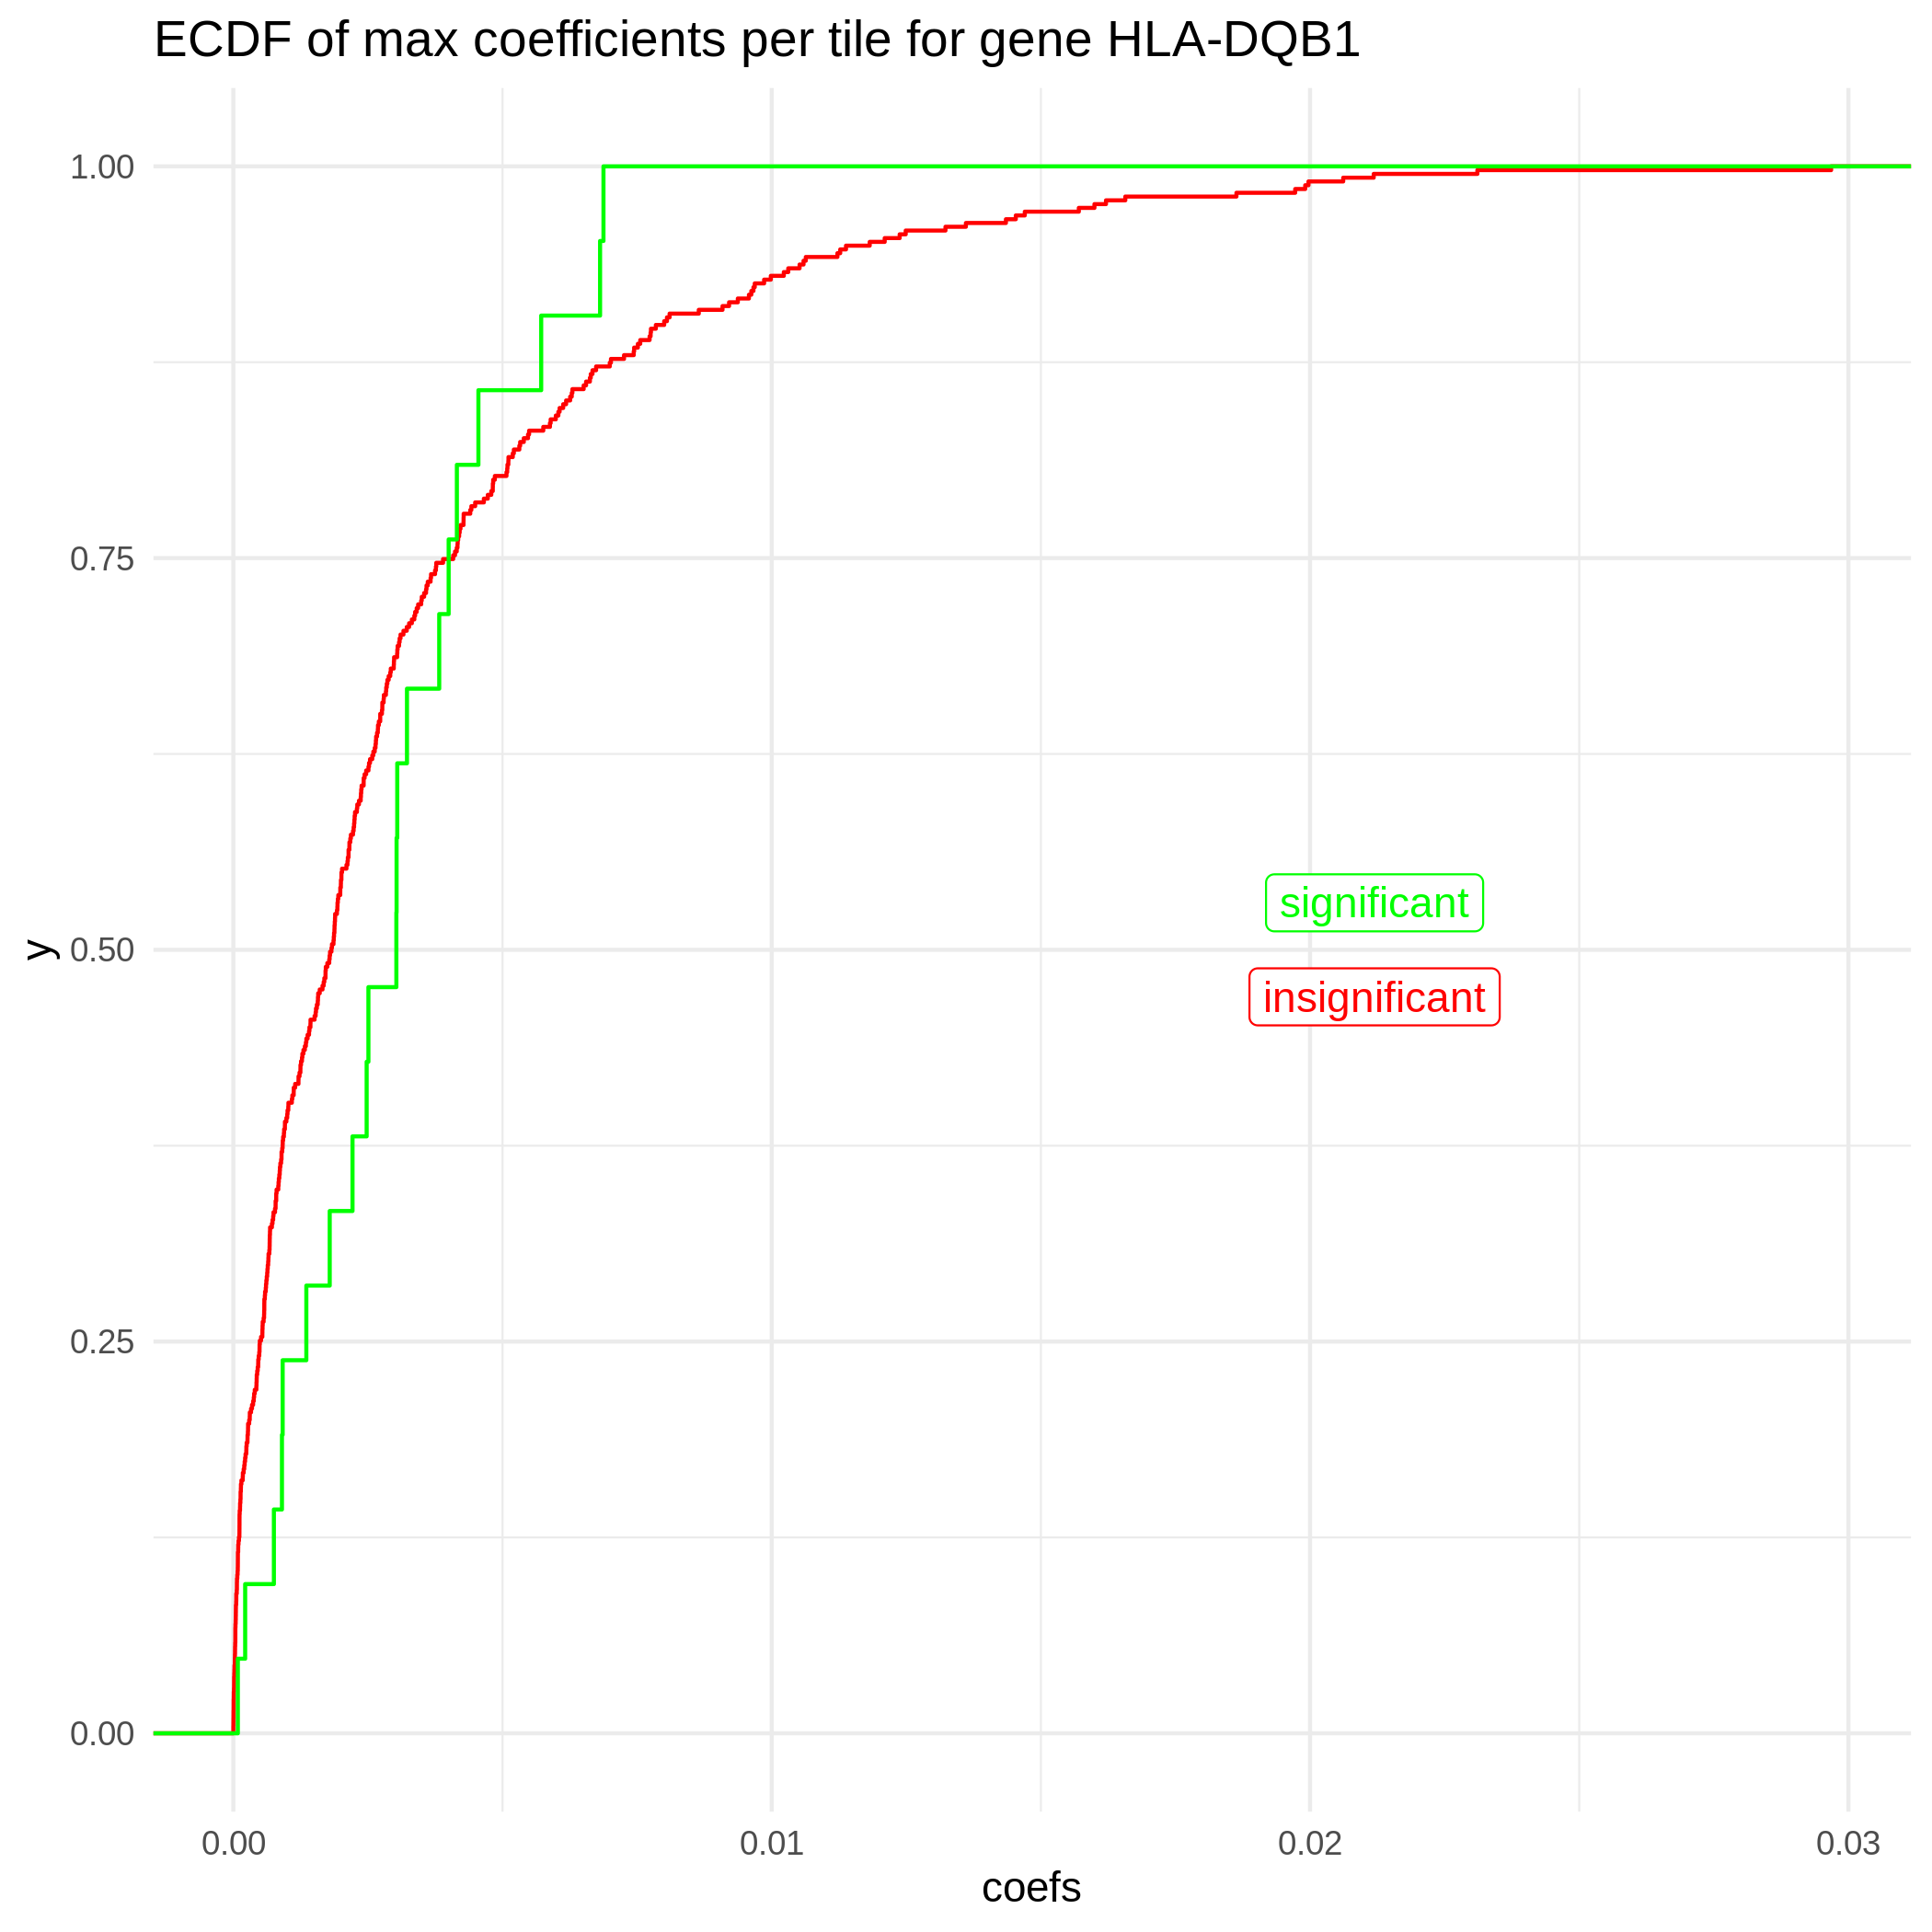 ECDF of max coefficients per tile for gene HLA-DQB1
1.00
0.75
0.50
0.25
0.00
y
significant
insignificant
0.00 0.01 0.02 0.03
coefs